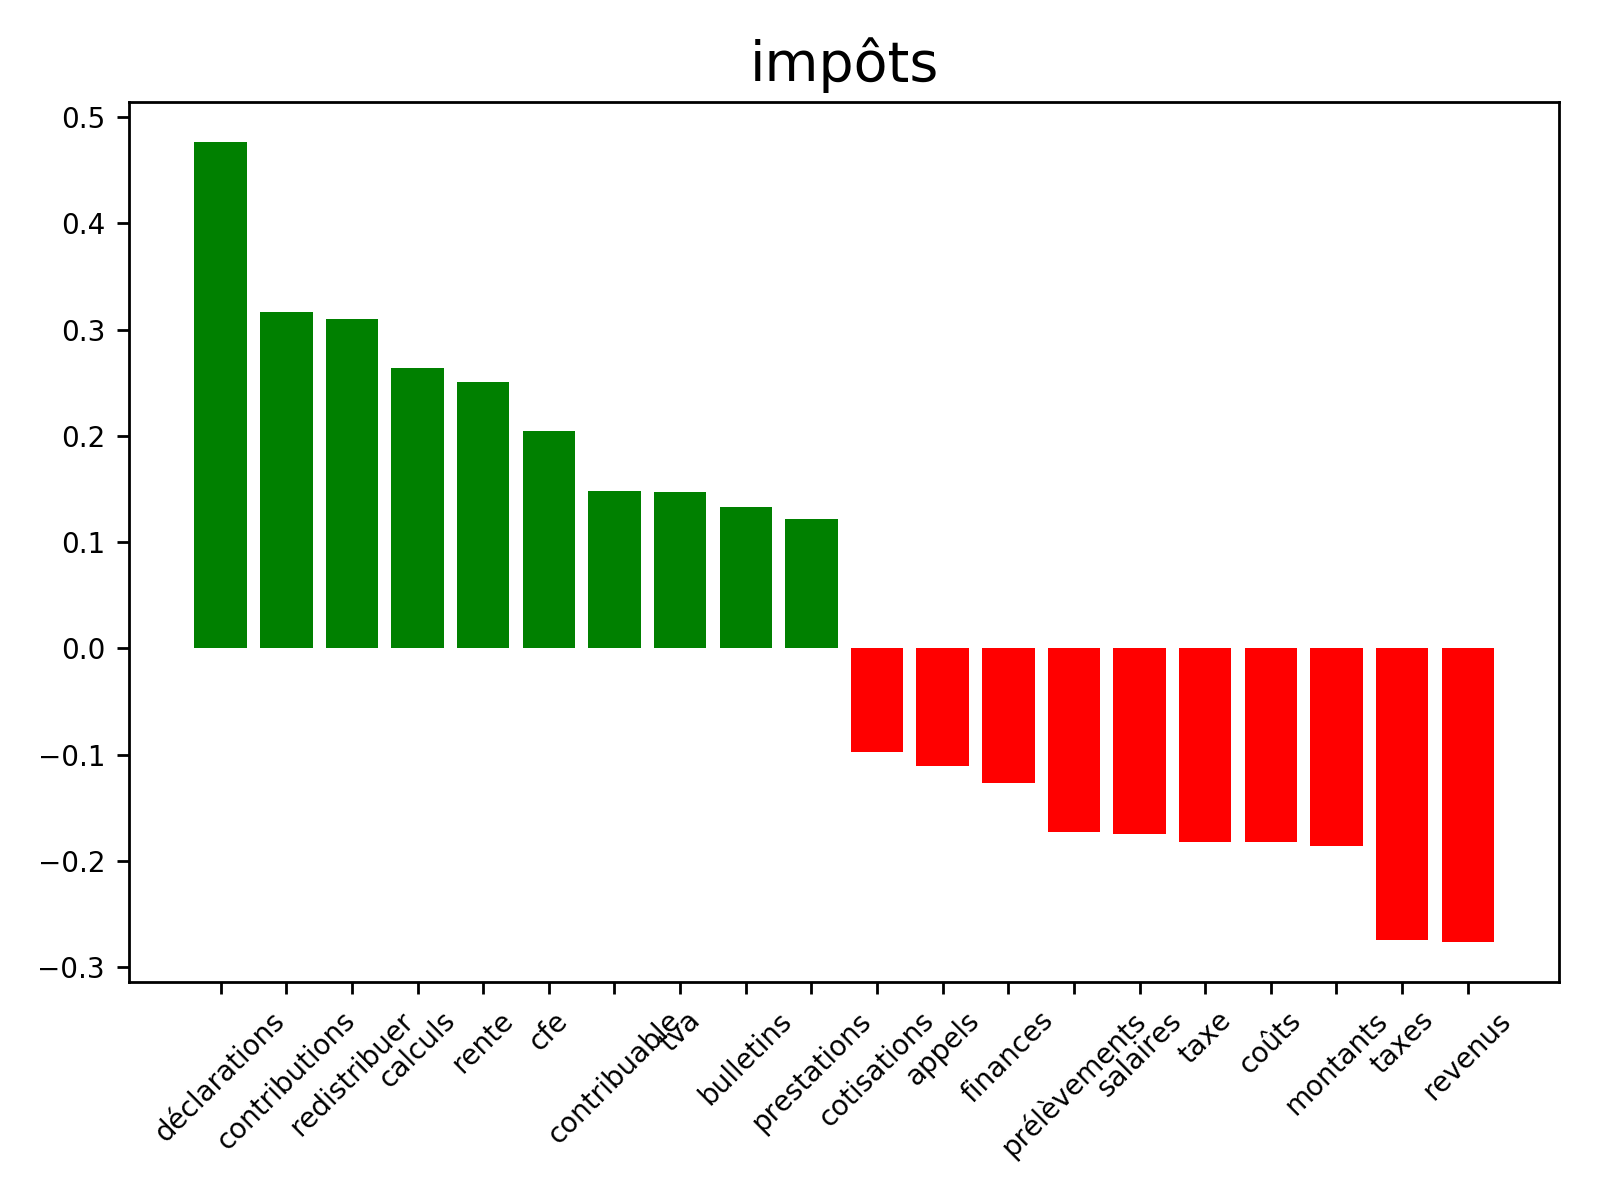 impôts
0.5
0.4
0.3
0.2
0.1
0.0
−0.1
−0.2
−0.3
déclarations
contributions
redistribuer
calculs
rente
cfe
contribuable
tva
bulletins
prestations
cotisations
appels
finances
prélèvements
salaires
taxe
coûts
montants
taxes
revenus